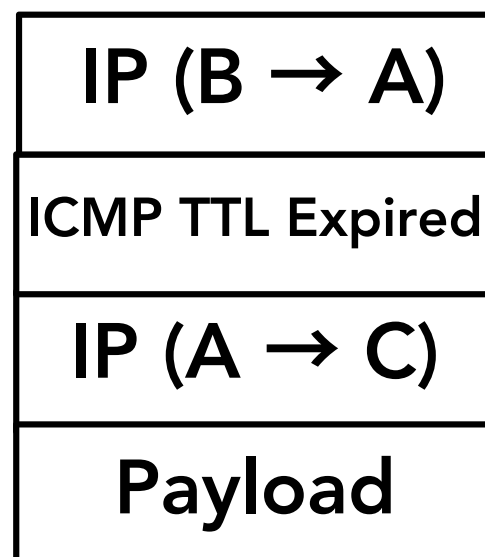 IP (B → A)
ICMP TTL Expired
IP (A → C)
Payload